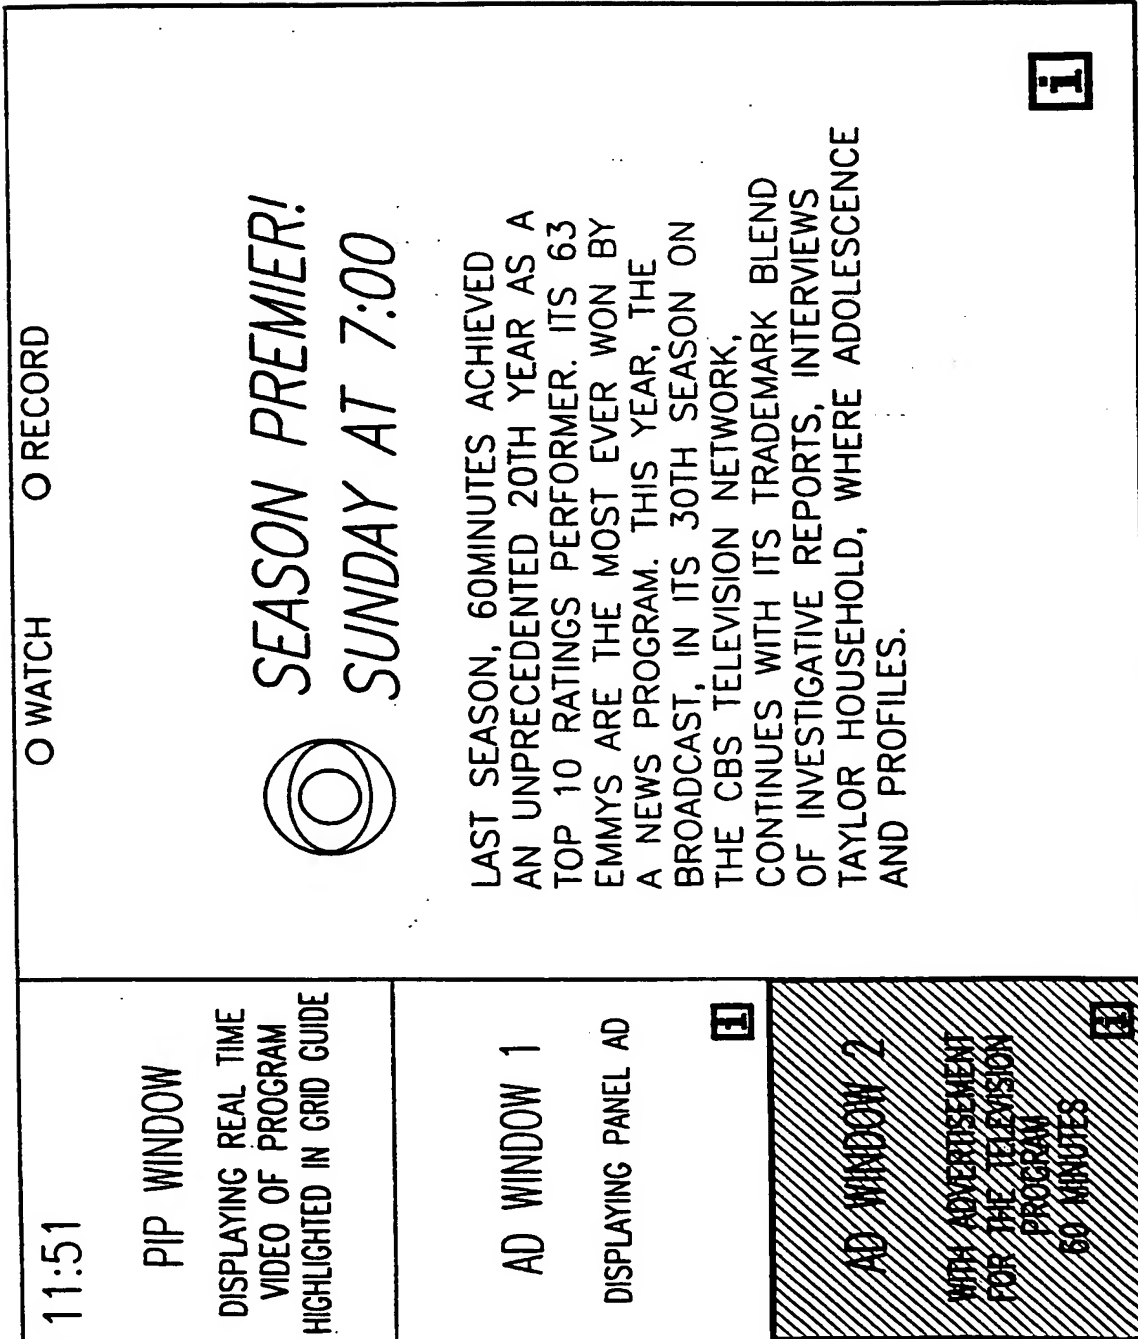 11:51
PIP WINDOW
DISPLAYING REAL TIME
VIDEO OF PROGRAM
HIGHLIGHTED IN GRID GUIDE
AD WINDOW 1
DISPLAYING PANEL AD
i
AD WINDOW 2
WITH ADVERTISEMENT
FOR THE TELEVISION
PROGRAM
60 MINUTES
i
O WATCH O RECORD
SEASON PREMIER!
SUNDAY AT 7:00
LAST SEASON, 60MINUTES ACHIEVED
AN UNPRECEDENTED 20TH YEAR AS A
TOP 10 RATINGS PERFORMER. ITS 63
EMMYS ARE THE MOST EVER WON BY
A NEWS PROGRAM. THIS YEAR, THE
BROADCAST, IN ITS 30TH SEASON ON
THE CBS TELEVISION NETWORK,
CONTINUES WITH ITS TRADEMARK BLEND
OF INVESTIGATIVE REPORTS, INTERVIEWS
TAYLOR HOUSEHOLD, WHERE ADOLESCENCE
AND PROFILES.
i